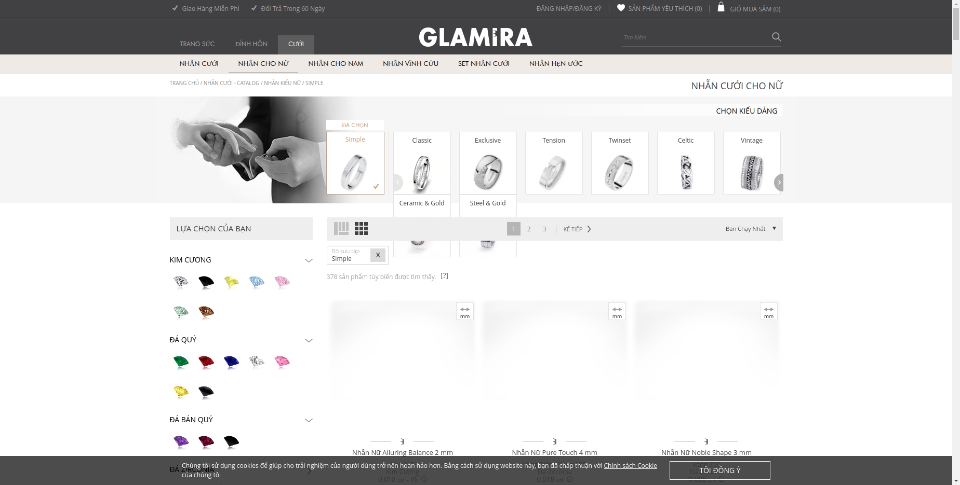 Giao Hàng Miễn Phí
Đổi Trả Trong 60 Ngày
ĐĂNG NHẬP/ĐĂNG KÝ
SẢN PHẨM YÊU THÍCH (0)
GIỎ MUA SẮM (0)
TRANG SỨC
ĐÍNH HÔN
CƯỚI
GLAMIRA
Tìm kiếm
NHẪN CƯỚI
NHẪN CHO NỮ
NHẪN CHO NAM
NHẪN VĨNH CỬU
SET NHẪN CƯỚI
NHẪN HẸN ƯỚC
TRANG CHỦ / NHẪN CƯỚI - CATALOG / NHẪN KIỂU NỮ / SIMPLE
NHẪN CƯỚI CHO NỮ
CHỌN KIỂU DÁNG
ĐÃ CHỌN
Simple
Classic
Exclusive
Tension
Twinset
Celtic
Vintage
Ceramic & Gold
Steel & Gold
LỰA CHỌN CỦA BẠN
1
2
3
KẾ TIẾP
Bán Chạy Nhất
Bộ sưu tập:
Simple
X
378 sản phẩm tùy biến được tìm thấy.
[?]
KIM CƯƠNG
ĐÁ QUÝ
ĐÁ BÁN QUÝ
mm
mm
mm
Nhẫn Nữ Alluring Balance 2 mm
Nhẫn Nữ Pure Touch 4 mm
Nhẫn Nữ Noble Shape 3 mm
Chúng tôi sử dụng cookies để giúp cho trải nghiệm của người dùng trở nên hoàn hảo hơn. Bằng cách sử dụng website này, bạn đã chấp thuận với Chính sách Cookie
của chúng tôi.
TÔI ĐỒNG Ý